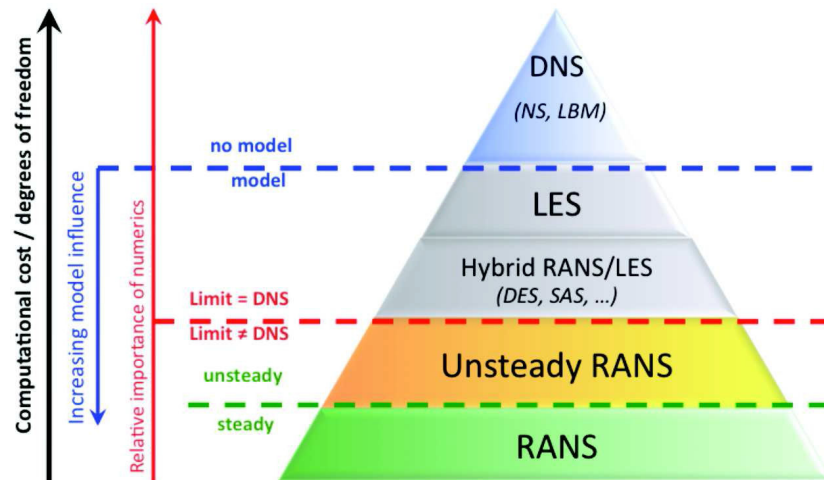 Computational cost / degrees of freedom
Increasing model influence
Relative importance of numerics
no model
model
Limit = DNS
Limit ≠ DNS
unsteady
steady
DNS
(NS, LBM)
LES
Hybrid RANS/LES
(DES, SAS, ...)
Unsteady RANS
RANS